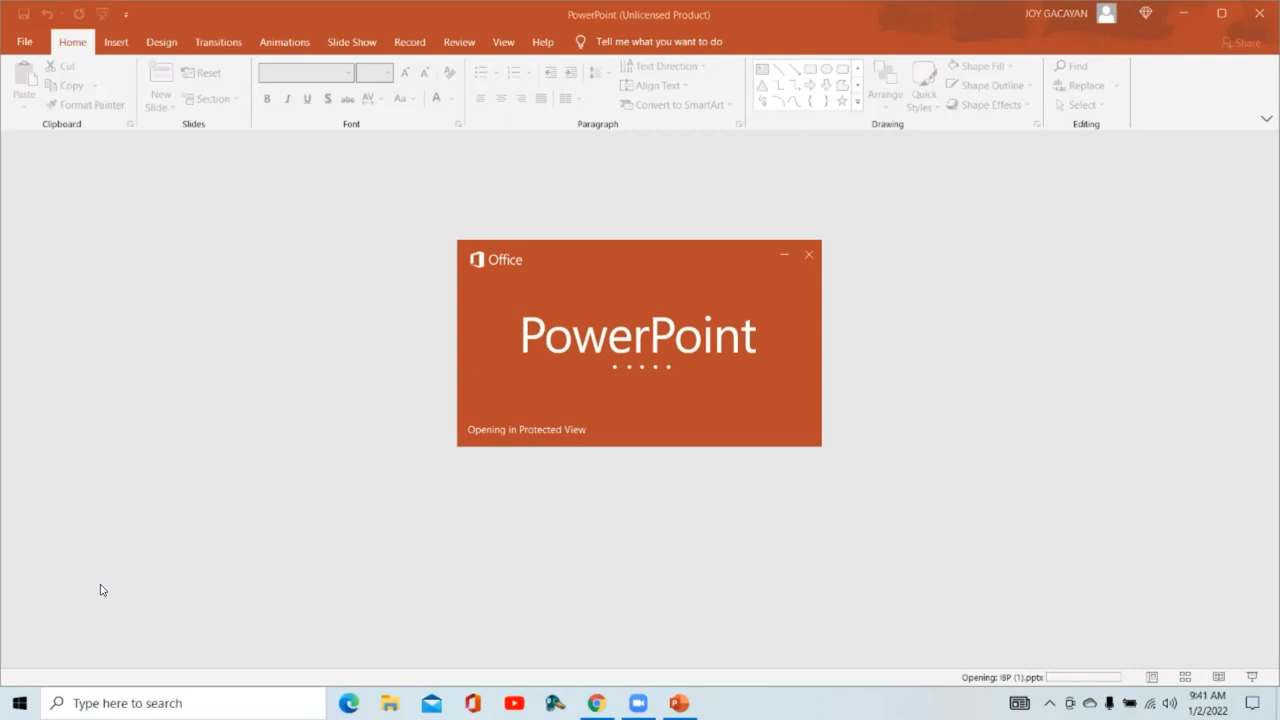 PowerPoint (Unlicensed Product)
JOY GACAYAN
File Home Insert Design Transitions Animations Slide Show Record Review View Help Tell me what you want to do Share
Paste Cut Copy Format Painter
Clipboard
New Slide Reset Section
Slides
B I U S abc AV Aa A
Font
Text Direction Align Text Convert to SmartArt
Paragraph
Arrange Quick Styles Shape Fill Shape Outline Shape Effects
Drawing
Find Replace Select
Editing
Office
PowerPoint
Opening in Protected View
Opening: IBP (1).pptx
Type here to search
9:41 AM
1/2/2022